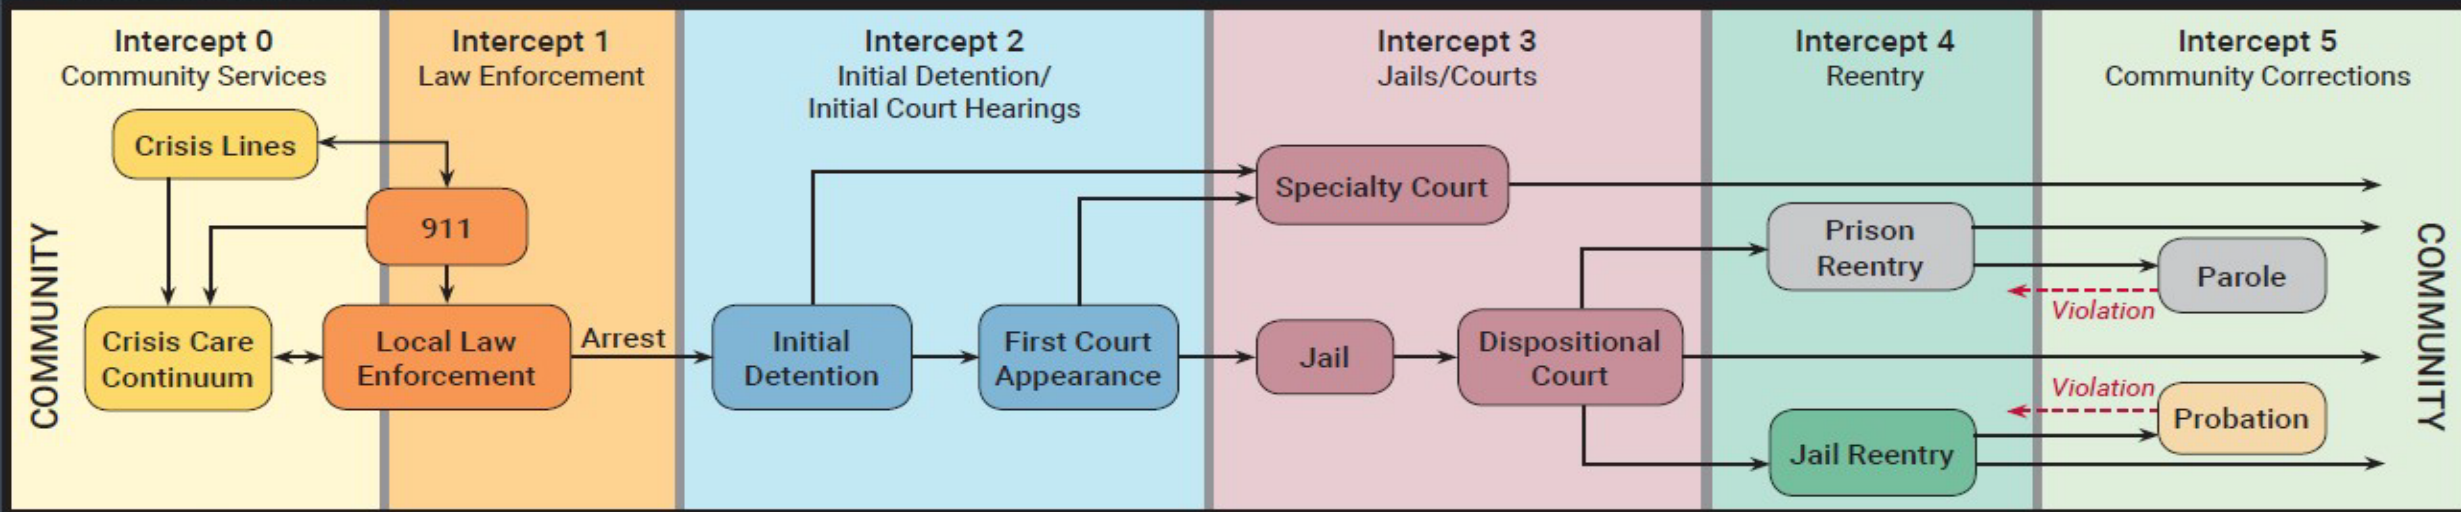 Intercept 0
Community Services
Intercept 1
Law Enforcement
Intercept 2
Initial Detention/
Initial Court Hearings
Intercept 3
Jails/Courts
Intercept 4
Reentry
Intercept 5
Community Corrections
COMMUNITY
Crisis Lines
911
Crisis Care
Continuum
Local Law
Enforcement
Arrest
Initial
Detention
First Court
Appearance
Specialty Court
Jail
Dispositional
Court
Prison
Reentry
Parole
Violation
Violation
Probation
Jail Reentry
COMMUNITY